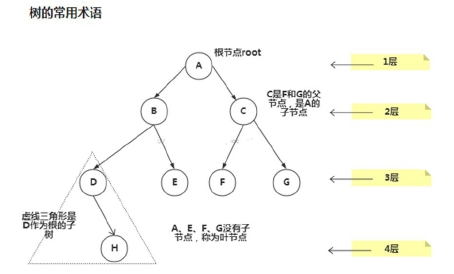 树的常用术语
根节点root
A
1层
C是F和G的父
节点，是A的
子节点
B
C
2层
D
E
F
G
3层
虚线三角形是
D作为根的子
树
A、E、F、G没有子
节点，称为叶节点
H
4层